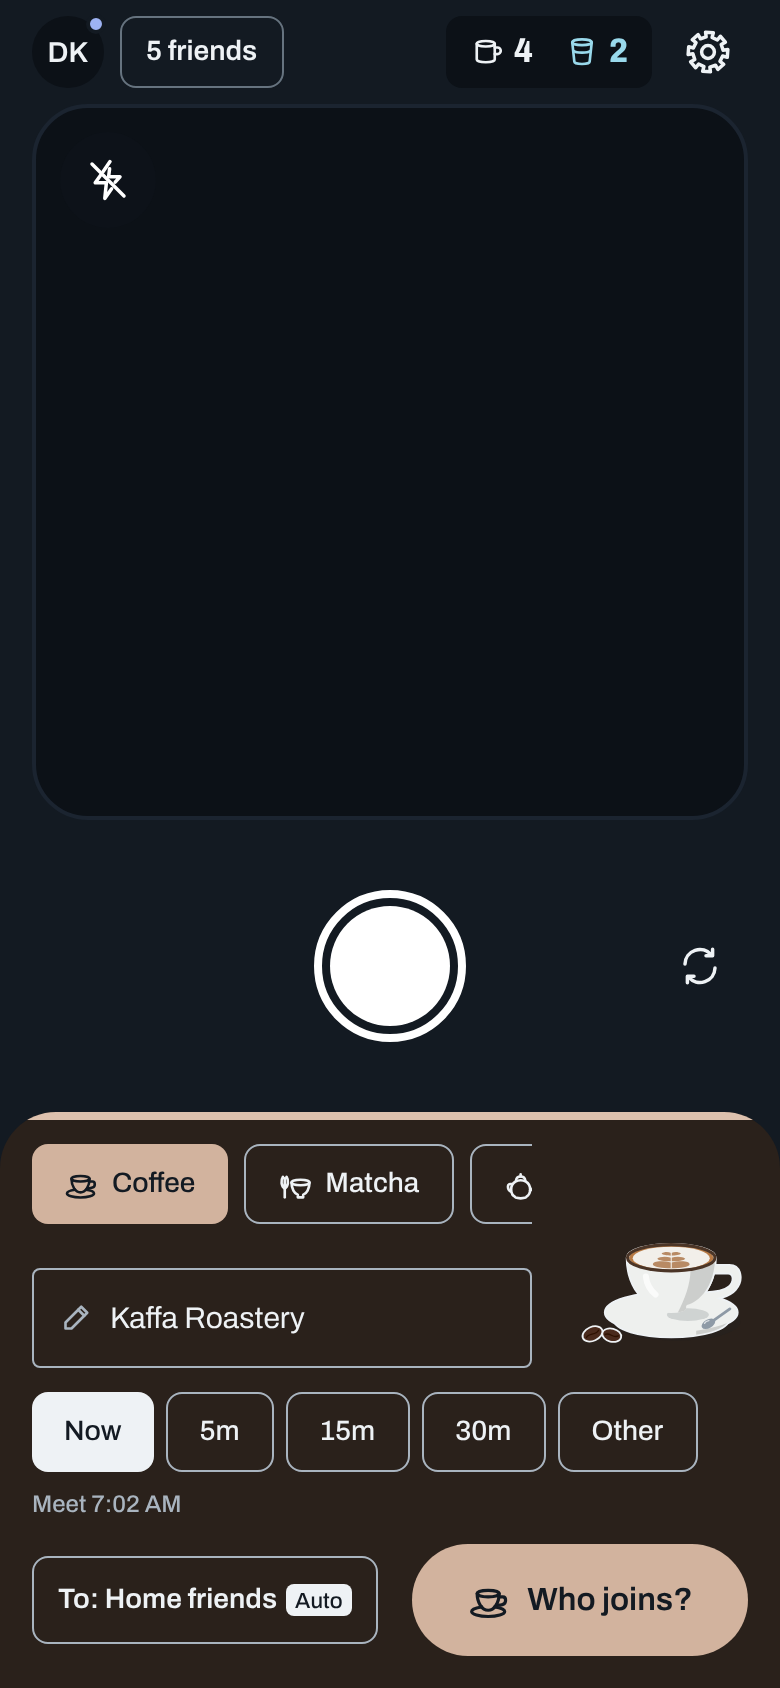 DK
5 friends
4
2
Coffee
Matcha
Kaffa Roastery
Now
5m
15m
30m
Other
Meet 7:02 AM
To: Home friends Auto
Who joins?